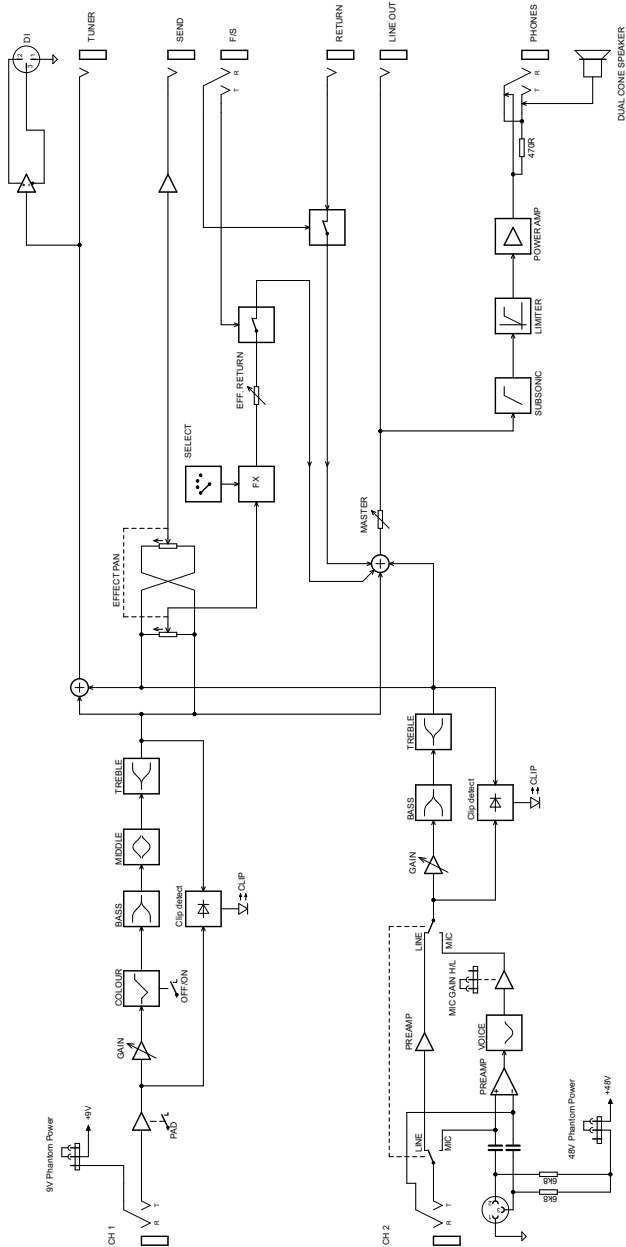 9V Phantom Power
+9V
CH 1
R
T
PAD
GAIN
COLOUR
OFF/ON
BASS
MIDDLE
TREBLE
Clip detect
CLIP
EFFECT PAN
SELECT
FX
EFF. RETURN
DI
1
2
3
TUNER
SEND
F/S
T
R
RETURN
LINE OUT
CH 2
R
T
LINE
MIC
PREAMP
LINE
MIC
GAIN
BASS
TREBLE
MASTER
PREAMP
+
–
VOICE
MIC GAIN H/L
Clip detect
CLIP
6k8
6k8
48V Phantom Power
+48V
SUBSONIC
LIMITER
POWER AMP
470R
T
R
PHONES
DUAL CONE SPEAKER